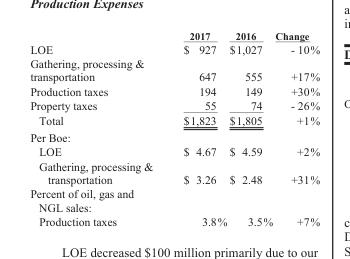 Production Expenses
2017 2016 Change
LOE $ 927 $1,027 - 10%
Gathering, processing &
transportation 647 555 +17%
Production taxes 194 149 +30%
Property taxes 55 74 - 26%
Total $1,823 $1,805 +1%
Per Boe:
LOE $ 4.67 $ 4.59 +2%
Gathering, processing &
transportation $ 3.26 $ 2.48 +31%
Percent of oil, gas and
NGL sales:
Production taxes 3.8% 3.5% +7%
LOE decreased $100 million primarily due to our